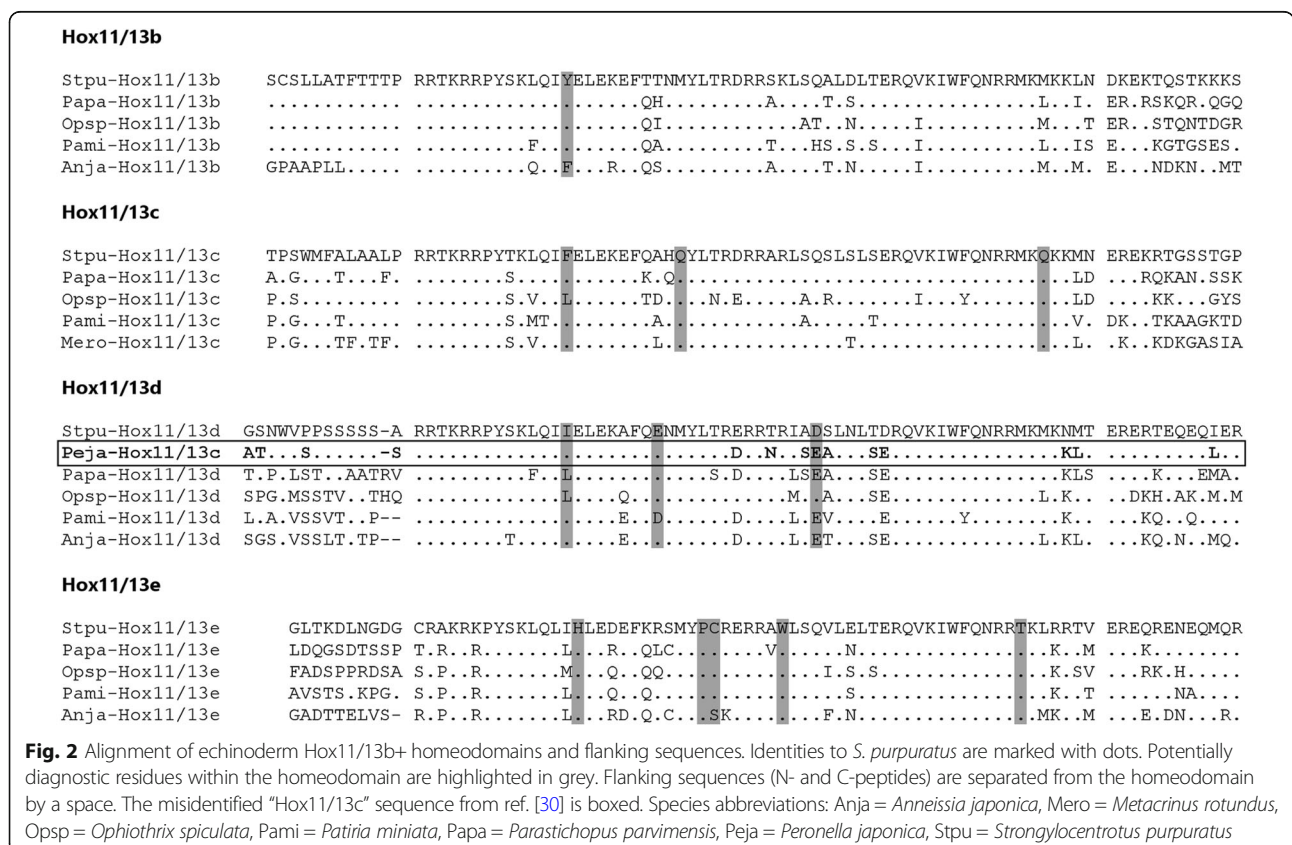 Hox11/13b
Stpu-Hox11/13b SCSLLATFTTTP RRTKRRPYSKLQIYELEKEFTTNMYLTRDRRSKLSQALDLTERQVKIWFQNRRMKMKKLN DKEKTQSTKKKS
Papa-Hox11/13b ............ .....................QH.........A....T.S................L..I. ER.RSKQR.QGQ
Opsp-Hox11/13b ............ .....................QI............AT..N.....I..........M...T ER..STQNTDGR
Pami-Hox11/13b ............ ..........F..........QA.........T...HS.S.S...I..........L..IS E...KGTGSES.
Anja-Hox11/13b GPAAPLL..... ..........Q..F...R..QS.........A....T.N.....I..........M..M. E...NDKN..MT
Hox11/13c
Stpu-Hox11/13c TPSWMFALAALP RRTKRRPYTKLQIFELEKEFQAHQYLTRDRRARLSQSLSLSERQVKIWFQNRRMKQKKMN EREKRTGSSTGP
Papa-Hox11/13c A.G...T...F. ........S............K.Q...................................LD ...RQKAN.SSK
Opsp-Hox11/13c P.S......... ........S.V..L......TD...T.N.E.....A.R.......I...Y.........LD ....KK...GYS
Pami-Hox11/13c P.G...T..... ........S.MT.........A............A.....T.................V. DK..TKAAGKTD
Mero-Hox11/13c P.G...TF.TF. ........S.V..........L................T...................L. .K..KDKGASIA
Hox11/13d
Stpu-Hox11/13d GSNWVPPSSSSS-A RRTKRRPYSKLQIIELEKAFQENMYLTRERRTRIADSLNLTDRQVKIWFQNRRMKMKNMT ERERTEQEQIER
Peja-Hox11/13c AT...S......-S ............................D..N..SEA...SE................KL. .........L..
Papa-Hox11/13d T.P.LST..AATRV ..........F..L............S.D....LSEA...SE................KLS ....K...EMA.
Opsp-Hox11/13d SPG.MSSTV..THQ .............L....Q..............M..A...SE..............L.K.. ..DKH.AK.M.M
Pami-Hox11/13d L.A.VSSVT..P-- ..................E..D......D....L.EV....E......Y.........K.. ...KQ..Q....
Anja-Hox11/13d SGS.VSSLT.TP-- ........T.........E.........D....L.ET...SE..............L.KL. ...KQ.N..MQ.
Hox11/13e
Stpu-Hox11/13e GLTKDLNGDG CRAKRKPYSKLQLIHLEDEFKRSMYPCRERRAWLSQVLELTERQVKIWFQNRRTKLRRTV EREQRENEQMQR
Papa-Hox11/13e LDQGSDTSSP T.R..R.......L...R..QLC.........V......N................K..M ...K........
Opsp-Hox11/13e FADSPPRDSA S.P..R.......M...Q..QQ...............I.S.S..............K.SV ..RK.H......
Pami-Hox11/13e AVSTS.KPG. S.P..R.......L...Q..Q..................S................K..T .....NA.....
Anja-Hox11/13e GADTTELVS- R.P..R.......L..RD.Q.C...SK........F.N................MK..M .E.DN...R.
Fig. 2 Alignment of echinoderm Hox11/13b+ homeodomains and flanking sequences. Identities to S. purpuratus are marked with dots. Potentially
diagnostic residues within the homeodomain are highlighted in grey. Flanking sequences (N- and C-peptides) are separated from the homeodomain
by a space. The misidentified "Hox11/13c" sequence from ref. [30] is boxed. Species abbreviations: Anja = Anneissia japonica, Mero = Metacrinus rotundus,
Opsp = Ophiothrix spiculata, Pami = Patiria miniata, Papa = Parastichopus parvimensis, Peja = Peronella japonica, Stpu = Strongylocentrotus purpuratus